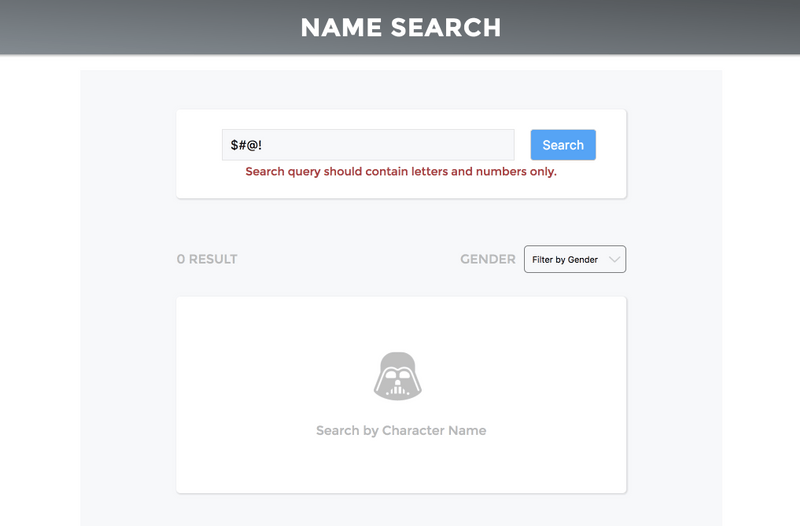 NAME SEARCH
$#@!
Search
Search query should contain letters and numbers only.
0 RESULT
GENDER
Filter by Gender
Search by Character Name